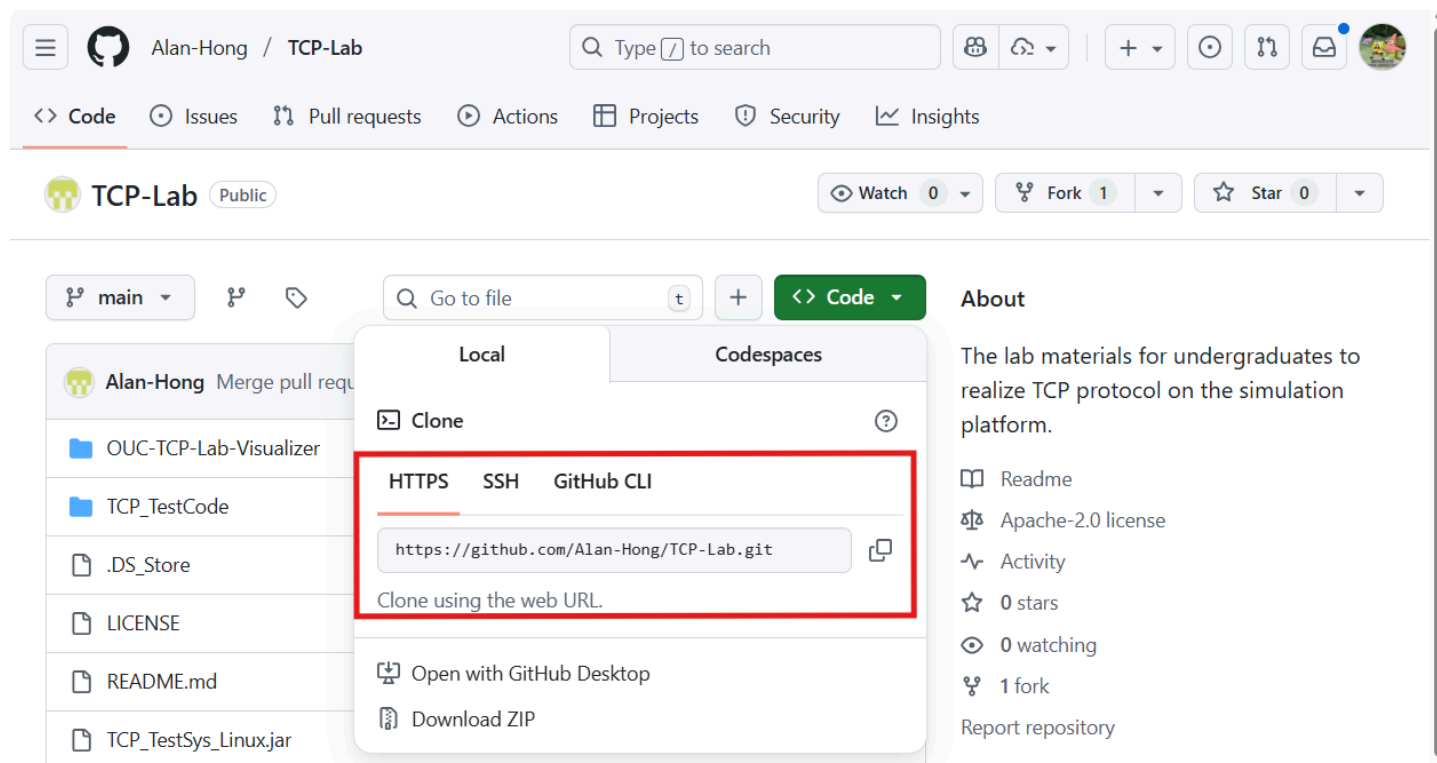 Alan-Hong / TCP-Lab
Type / to search
Code Issues Pull requests Actions Projects Security Insights
TCP-Lab Public
Watch 0 Fork 1 Star 0
main
Go to file t
Code
About
Local Codespaces
The lab materials for undergraduates to
realize TCP protocol on the simulation
platform.
Alan-Hong Merge pull requ
Clone
OUC-TCP-Lab-Visualizer
HTTPS SSH GitHub CLI
Readme
TCP_TestCode
Apache-2.0 license
https://github.com/Alan-Hong/TCP-Lab.git
.DS_Store
Activity
Clone using the web URL.
0 stars
LICENSE
0 watching
Open with GitHub Desktop
README.md
1 fork
Download ZIP
Report repository
TCP_TestSys_Linux.jar